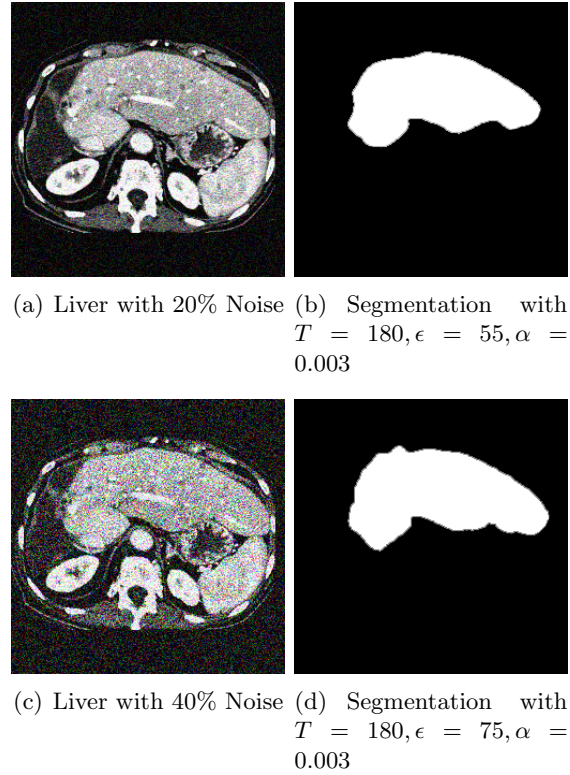 (a) Liver with 20% Noise
(b) Segmentation with
T = 180, ϵ = 55, α =
0.003
(c) Liver with 40% Noise
(d) Segmentation with
T = 180, ϵ = 75, α =
0.003